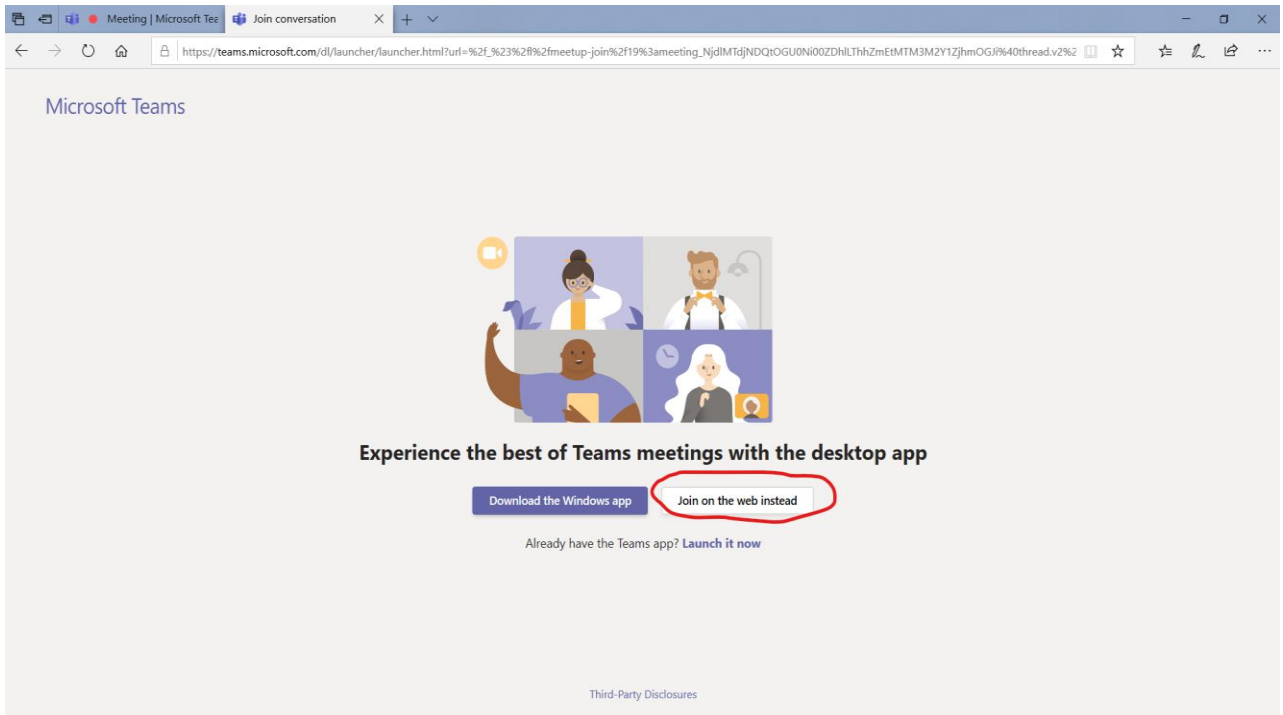 Meeting | Microsoft Tea
Join conversation
https://teams.microsoft.com/dl/launcher/launcher.html?url=%2f_%23%2fl%2fmeetup-join%2f19%3ameeting_NjdlMTdjNDQtOGU0Ni00ZDhlLThhZmEtMTM3M2Y1ZjhmOGJi%40thread.v2%2
Microsoft Teams
Experience the best of Teams meetings with the desktop app
Download the Windows app
Join on the web instead
Already have the Teams app? Launch it now
Third-Party Disclosures